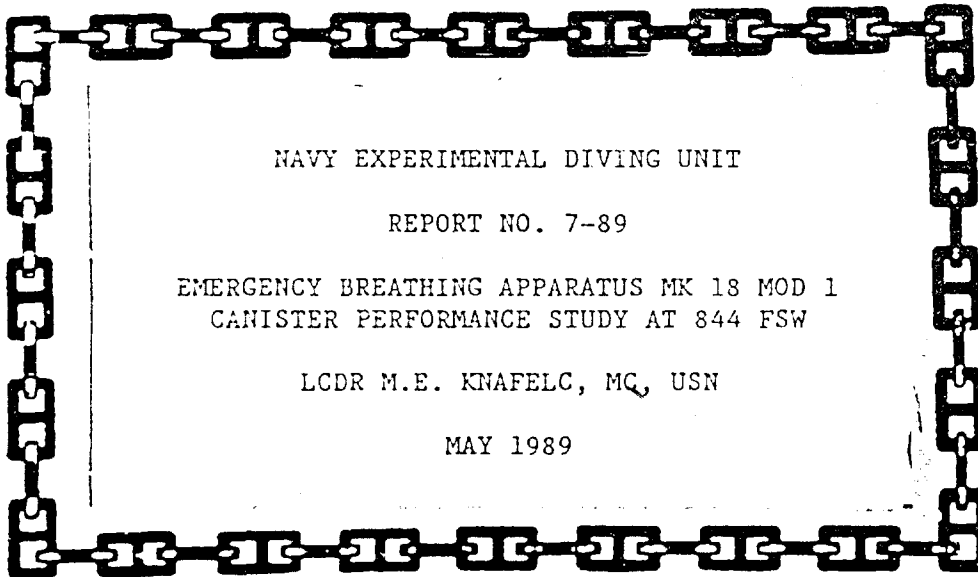 NAVY EXPERIMENTAL DIVING UNIT
REPORT NO. 7-89
EMERGENCY BREATHING APPARATUS MK 18 MOD 1
CANISTER PERFORMANCE STUDY AT 844 FSW
LCDR M.E. KNAFELC, MC, USN
MAY 1989